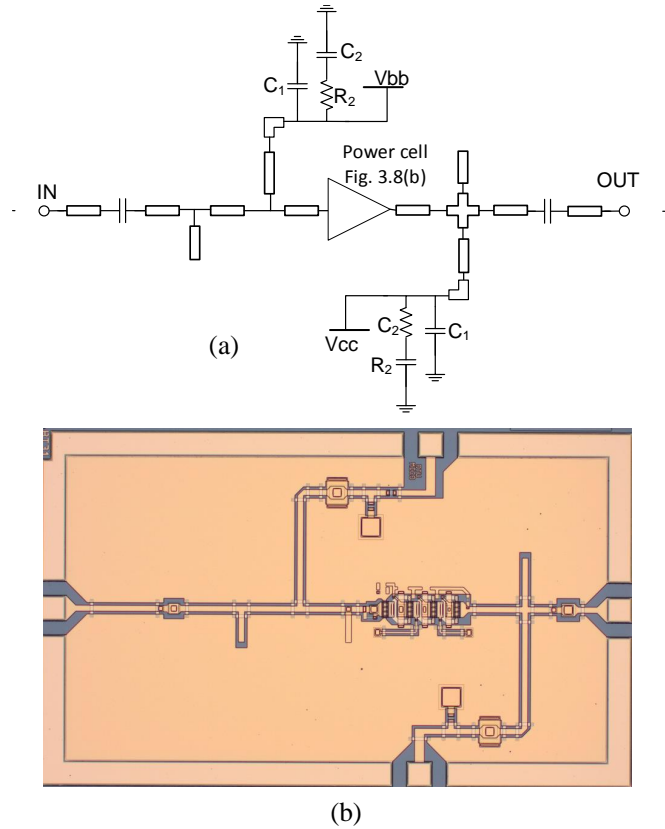 C2
C1
R2
Vbb
Power cell
Fig. 3.8(b)
IN
OUT
C2
C1
R2
Vcc
(a)
(b)